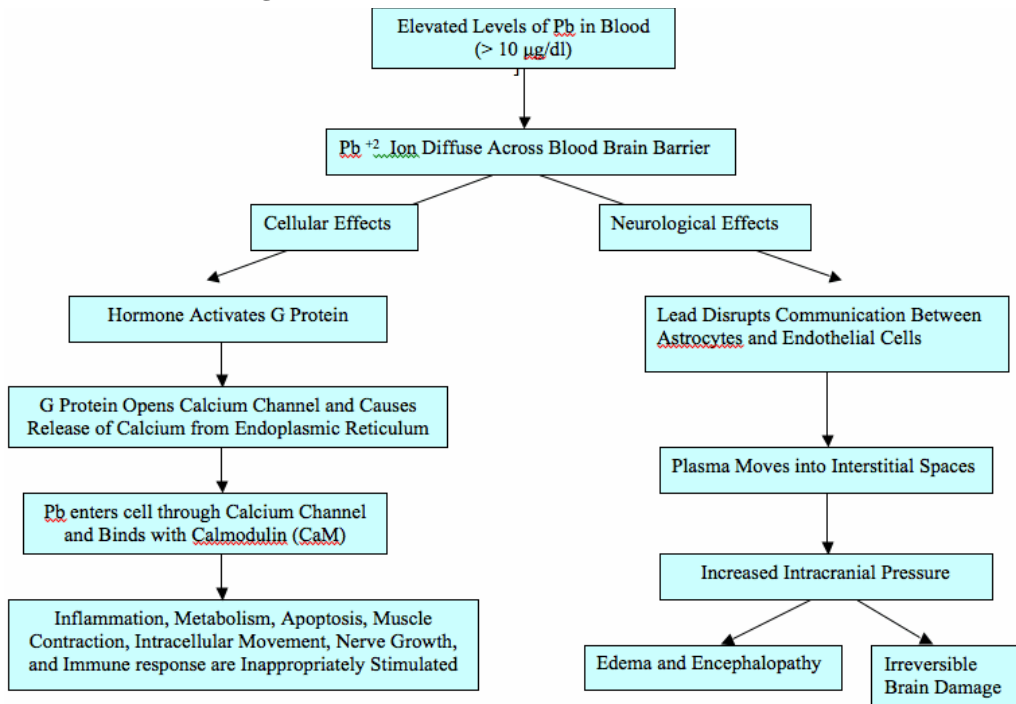 Elevated Levels of Pb in Blood
(> 10 µg/dl)
Pb +2 Ion Diffuse Across Blood Brain Barrier
Cellular Effects
Neurological Effects
Hormone Activates G Protein
Lead Disrupts Communication Between
Astrocytes and Endothelial Cells
G Protein Opens Calcium Channel and Causes
Release of Calcium from Endoplasmic Reticulum
Plasma Moves into Interstitial Spaces
Pb enters cell through Calcium Channel
and Binds with Calmodulin (CaM)
Increased Intracranial Pressure
Inflammation, Metabolism, Apoptosis, Muscle
Contraction, Intracellular Movement, Nerve Growth,
and Immune response are Inappropriately Stimulated
Edema and Encephalopathy
Irreversible
Brain Damage